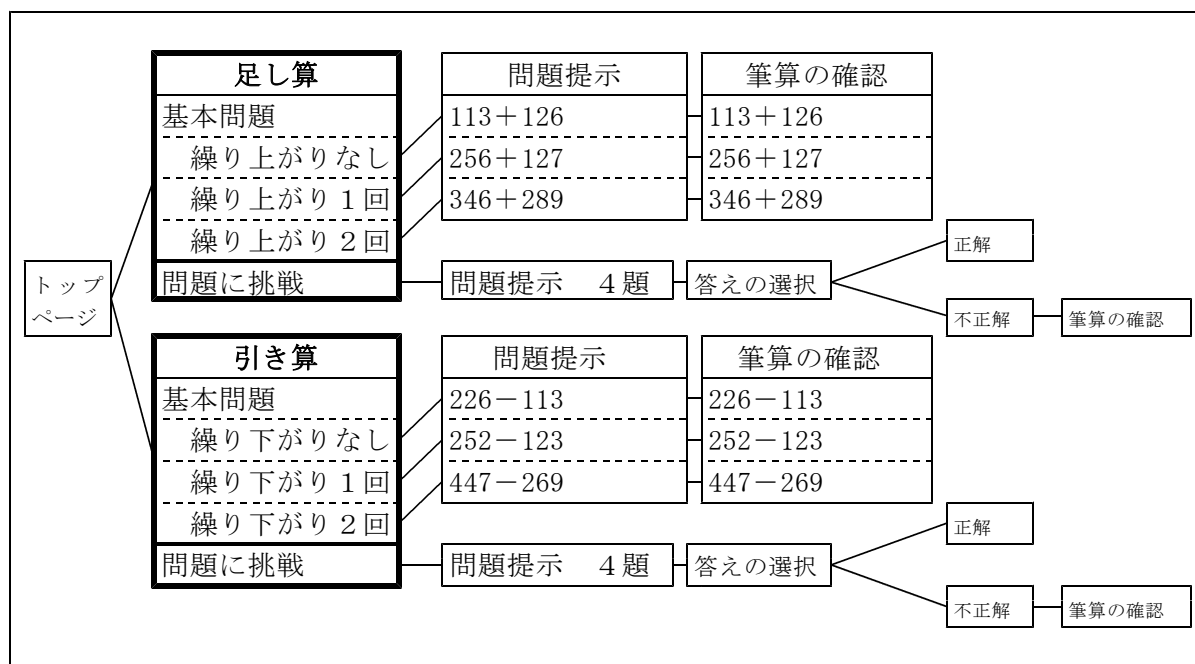 トップ
ページ
足し算
基本問題
繰り上がりなし
繰り上がり１回
繰り上がり２回
問題に挑戦
問題提示
113＋126
256＋127
346＋289
筆算の確認
113＋126
256＋127
346＋289
問題提示　４題
答えの選択
正解
不正解
筆算の確認
引き算
基本問題
繰り下がりなし
繰り下がり１回
繰り下がり２回
問題に挑戦
問題提示
226－113
252－123
447－269
筆算の確認
226－113
252－123
447－269
問題提示　４題
答えの選択
正解
不正解
筆算の確認